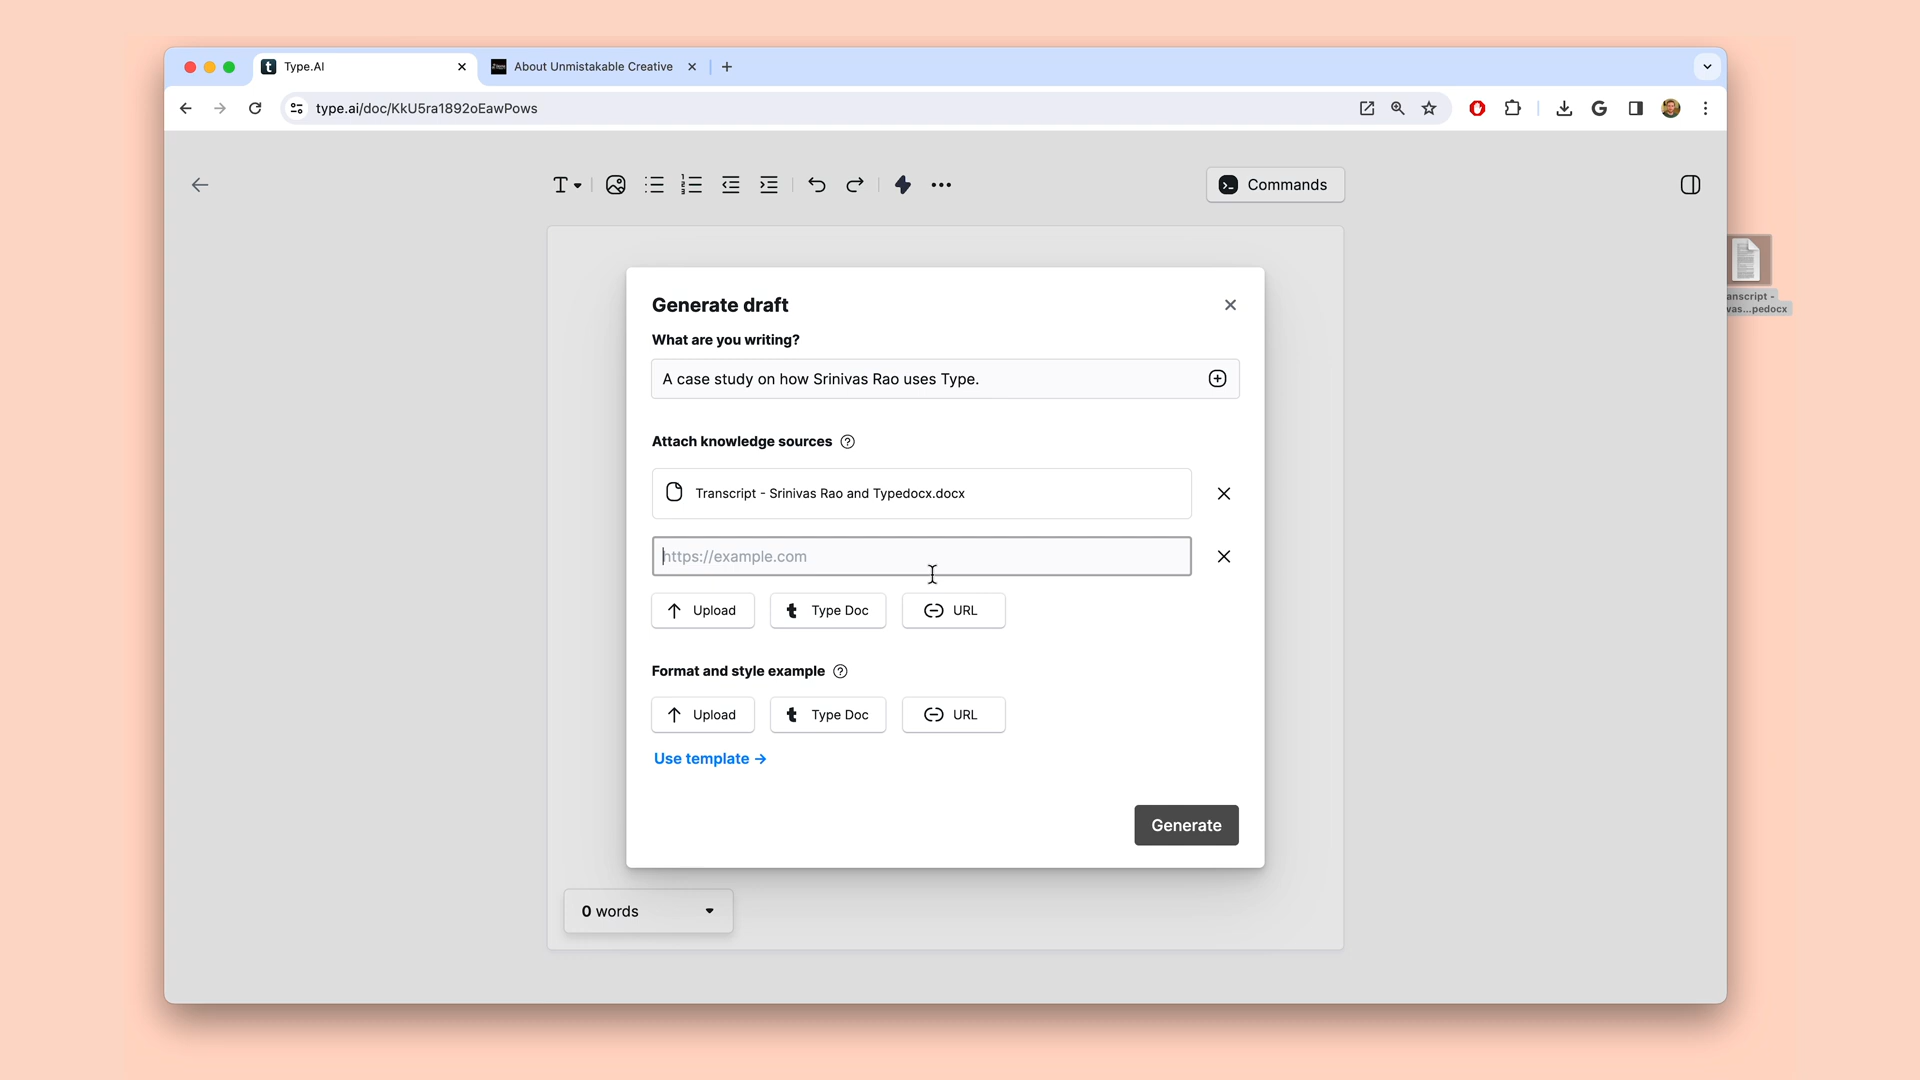 Type.AI
About Unmistakable Creative
type.ai/doc/KkU5ra1892oEawPows
Commands
Generate draft
What are you writing?
A case study on how Srinivas Rao uses Type.
Attach knowledge sources
Transcript - Srinivas Rao and Typedocx.docx
https://example.com
Upload
Type Doc
URL
Format and style example
Upload
Type Doc
URL
Use template →
Generate
0 words
anscript -
vas...pedocx